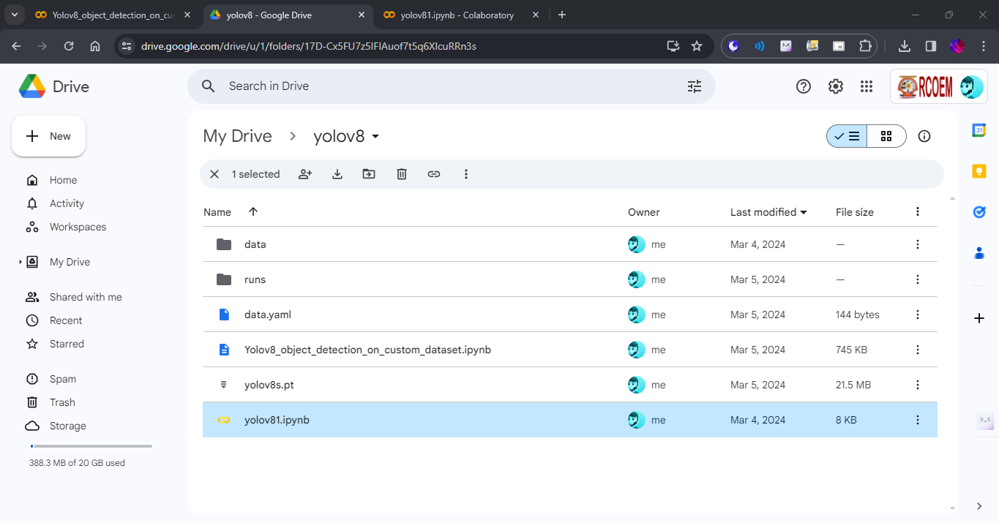 Yolov8_object_detection_on_cus
yolov8 - Google Drive
yolov81.ipynb - Colaboratory
drive.google.com/drive/u/1/folders/17D-Cx5FU7z5IFIAuof7t5q6XlcuRRn3s
Drive
Search in Drive
RCOEM
New
My Drive
yolov8
31
Home
1 selected
Activity
Name
Owner
Last modified
File size
Workspaces
data
me
Mar 4, 2024
—
My Drive
runs
me
Mar 5, 2024
—
Shared with me
data.yaml
me
Mar 5, 2024
144 bytes
Recent
Starred
Yolov8_object_detection_on_custom_dataset.ipynb
me
Mar 5, 2024
745 KB
Spam
yolov8s.pt
me
Mar 5, 2024
21.5 MB
Trash
yolov81.ipynb
me
Mar 4, 2024
8 KB
Storage
388.3 MB of 20 GB used